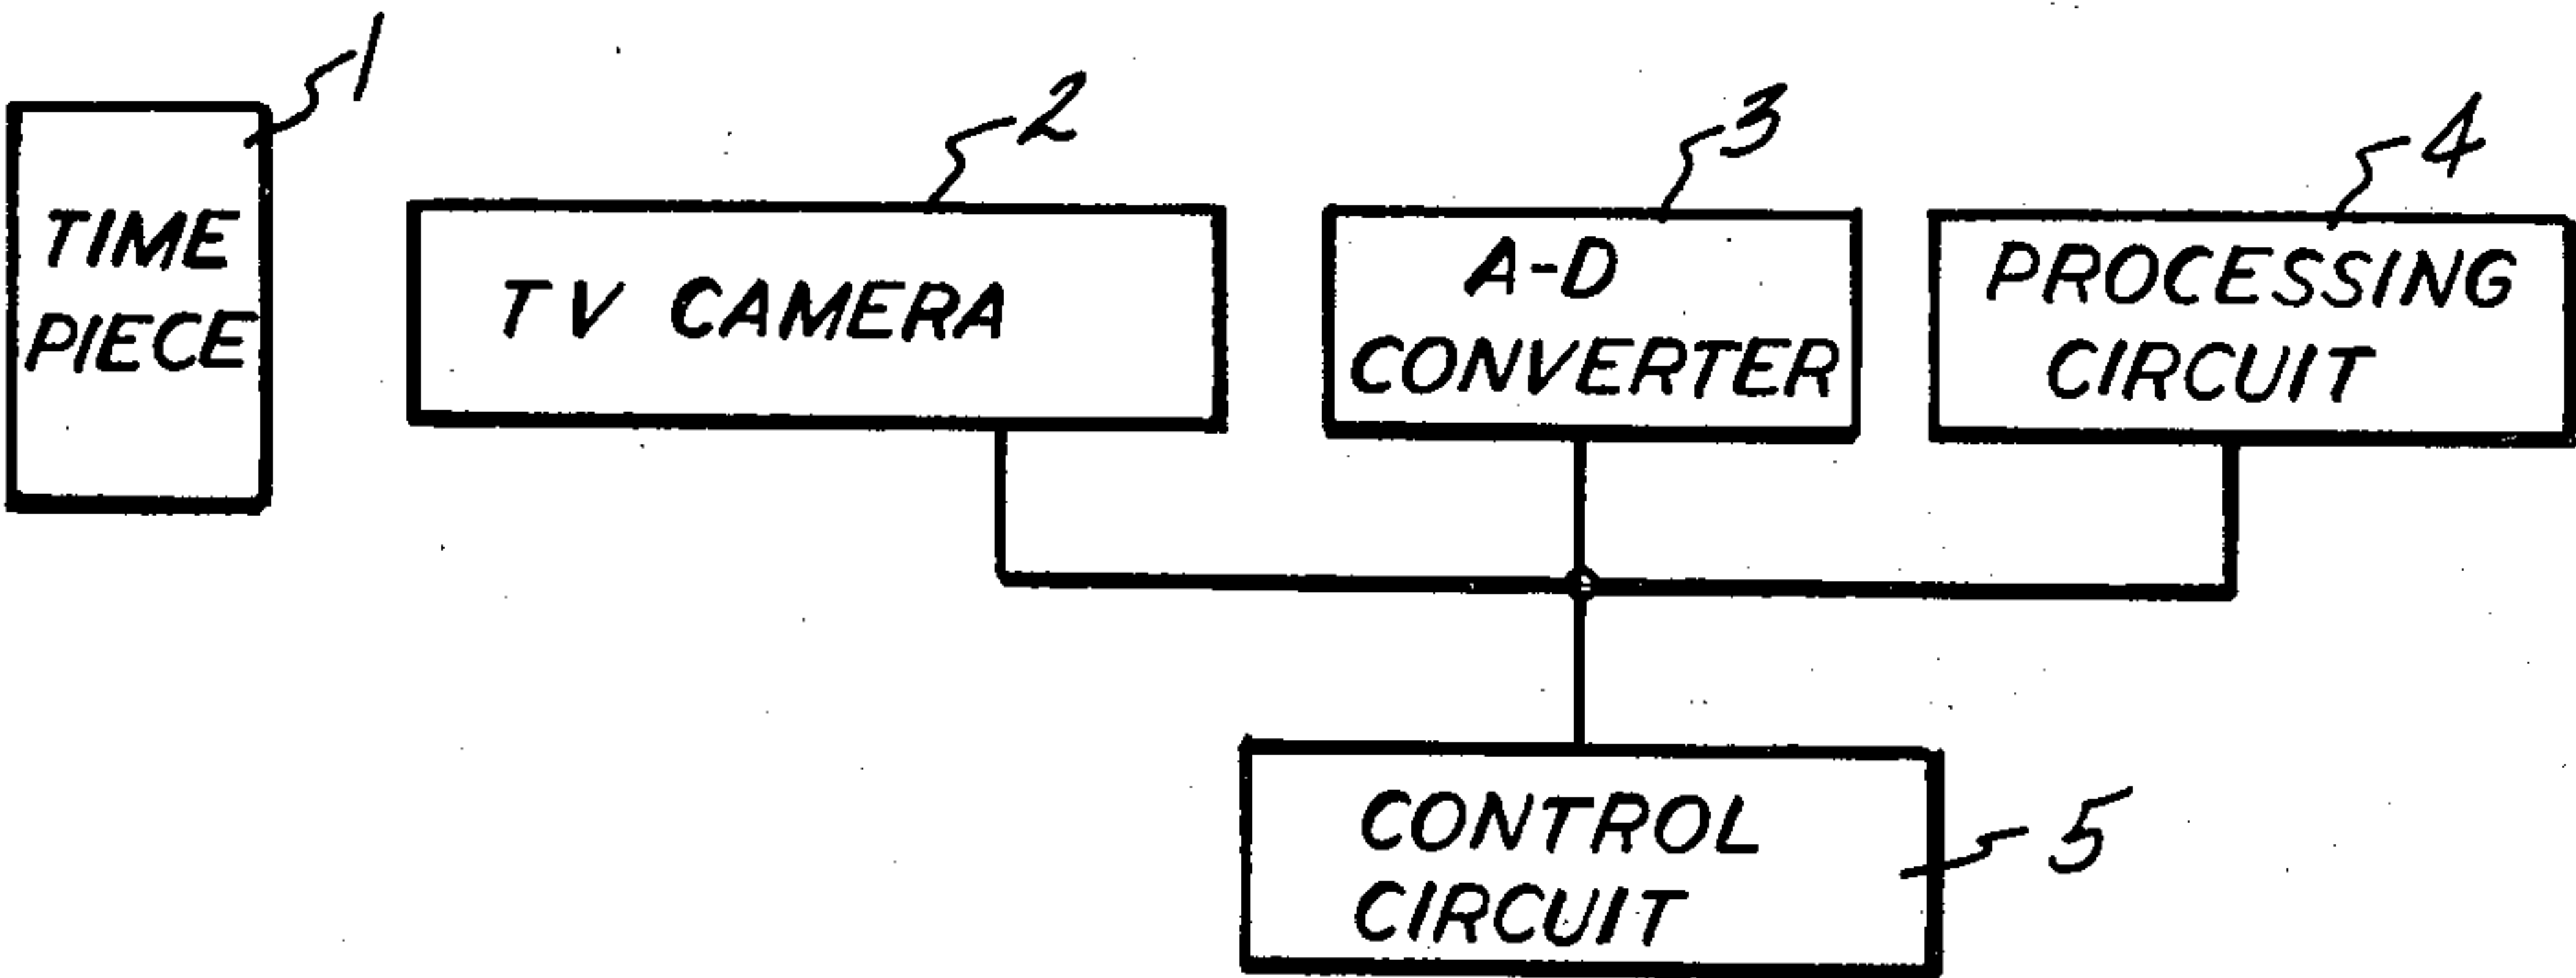 1
2
3
4
TIME
PIECE
TV CAMERA
A-D
CONVERTER
PROCESSING
CIRCUIT
CONTROL
CIRCUIT
5